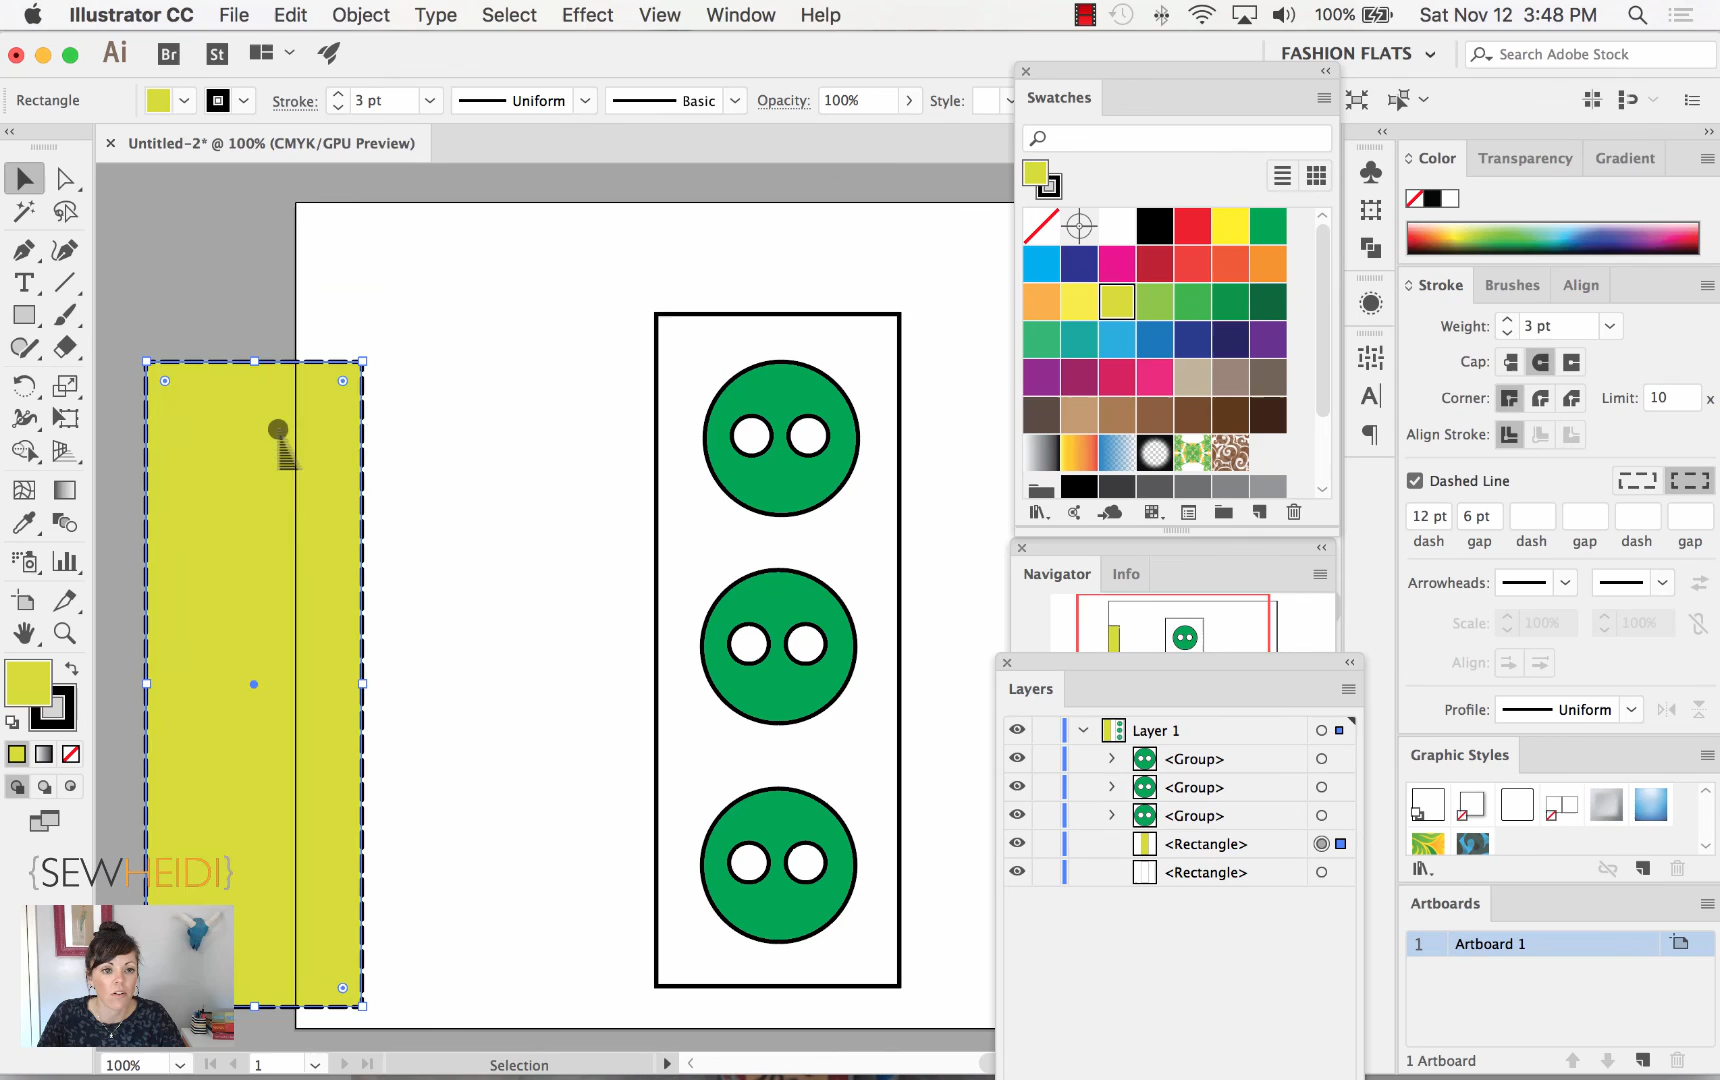 Illustrator CC File Edit Object Type Select Effect View Window Help 100% Sat Nov 12 3:48 PM
Ai Br St FASHION FLATS Search Adobe Stock
Rectangle Stroke: 3 pt Uniform Basic Opacity: 100% Style:
Untitled-2* @ 100% (CMYK/GPU Preview)
Swatches
Navigator Info
Layers
Layer 1
<Group>
<Group>
<Group>
<Rectangle>
<Rectangle>
Color Transparency Gradient
Stroke Brushes Align
Weight: 3 pt
Cap:
Corner: Limit: 10 x
Align Stroke:
Dashed Line
12 pt 6 pt
dash gap dash gap dash gap
Arrowheads:
Scale: 100% 100%
Align:
Profile: Uniform
Graphic Styles
Artboards
1 Artboard 1
1 Artboard
{SEWHEIDI}
100% 1 Selection